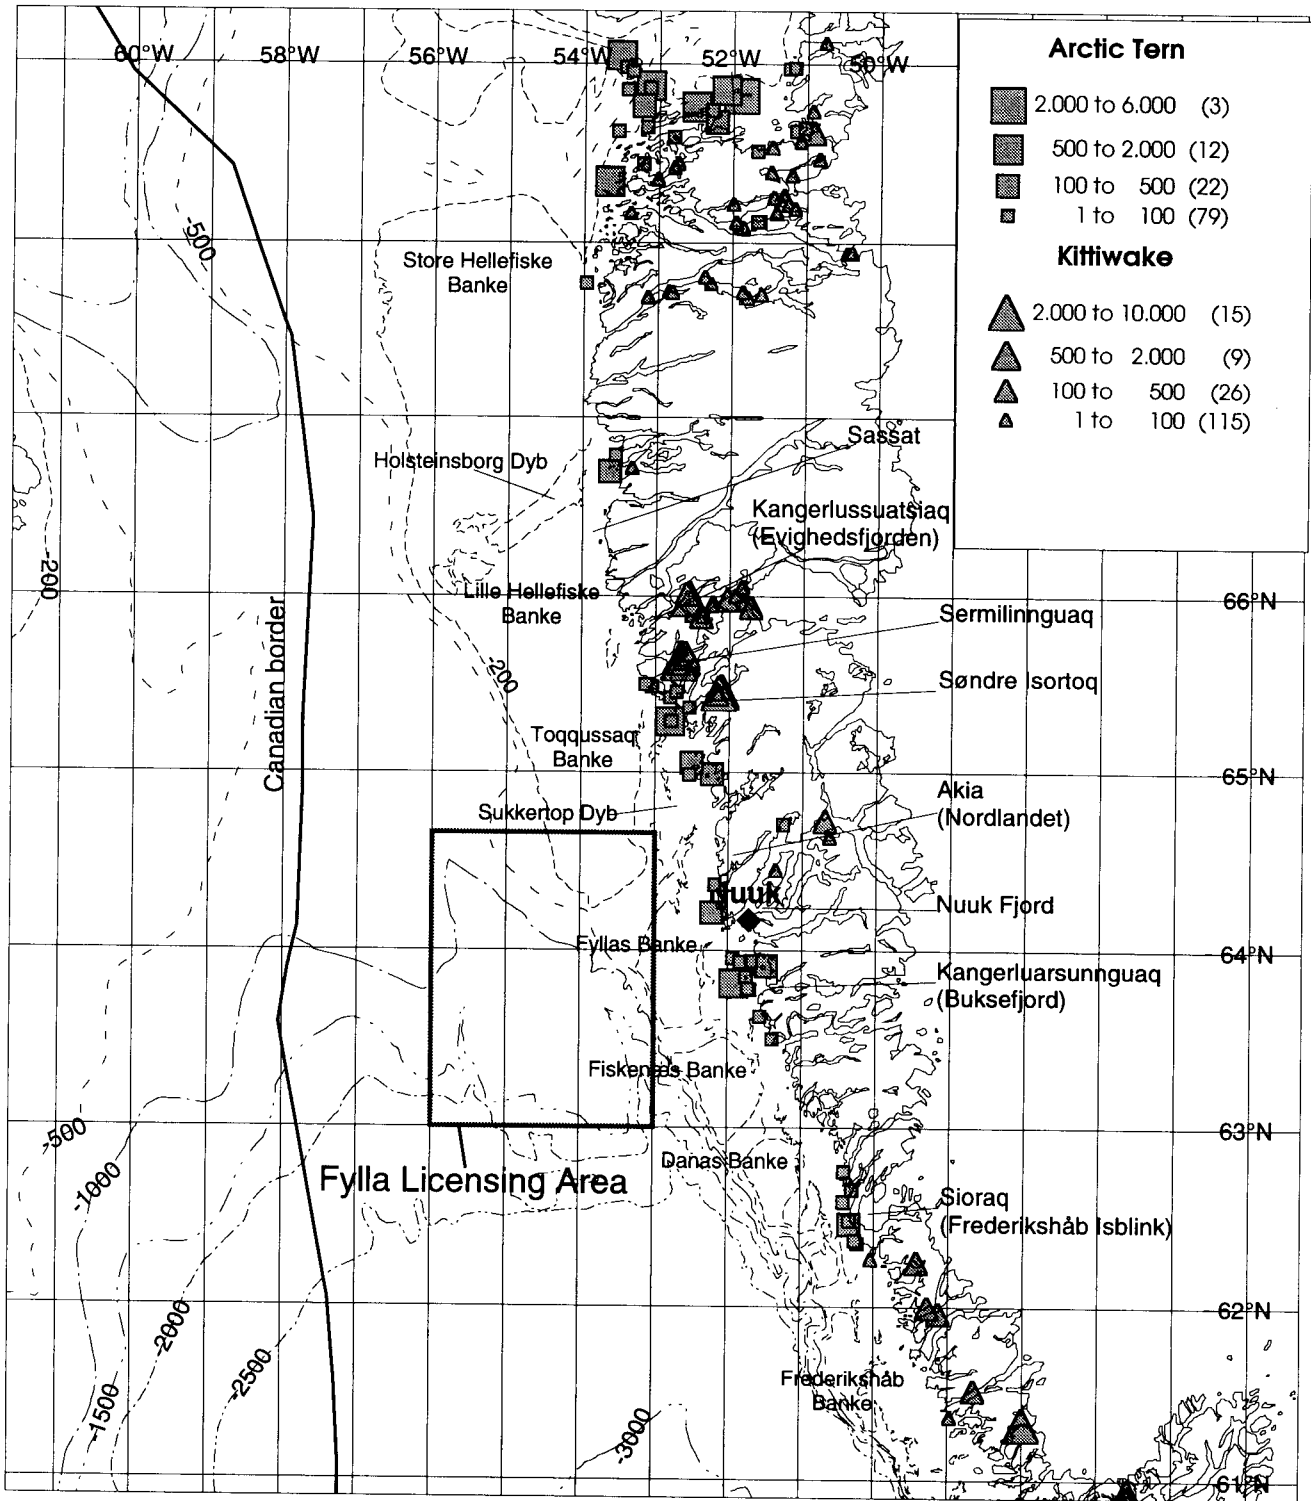 60°W 58°W 56°W 54°W 52°W 50°W
Arctic Tern
2.000 to 6.000 (3)
500 to 2.000 (12)
100 to 500 (22)
1 to 100 (79)
Kittiwake
2.000 to 10.000 (15)
500 to 2.000 (9)
100 to 500 (26)
1 to 100 (115)
-500
Store Hellefiske
Banke
Sassat
Holsteinsborg Dyb
Kangerlussuatsiaq
(Evighedsfjorden)
-200
Lille Hellefiske
Banke
66°N
Sermilinnguaq
Canadian border
-200
Søndre Isortoq
Toqqussaq
Banke
65°N
Akia
(Nordlandet)
Sukkertop Dyb
Nuuk
Nuuk Fjord
Fyllas Banke
64°N
Kangerluarsunnguaq
(Buksefjord)
Fiskenæs Banke
-500
63°N
Danas Banke
-1000
Fylla Licensing Area
Sioraq
(Frederikshåb Isblink)
62°N
-2000
-2500
Frederikshåb
Banke
-1500
-3000
61°N